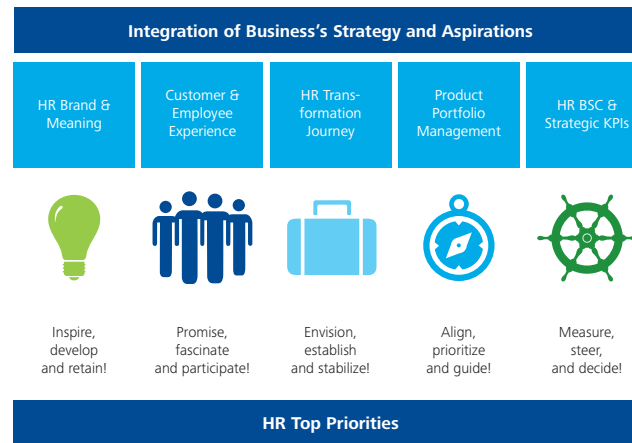 Integration of Business's Strategy and Aspirations
HR Brand &
Meaning
Customer &
Employee
Experience
HR Trans-
formation
Journey
Product
Portfolio
Management
HR BSC &
Strategic KPIs
Inspire,
develop
and retain!
Promise,
fascinate
and participate!
Envision,
establish
and stabilize!
Align,
prioritize
and guide!
Measure,
steer,
and decide!
HR Top Priorities